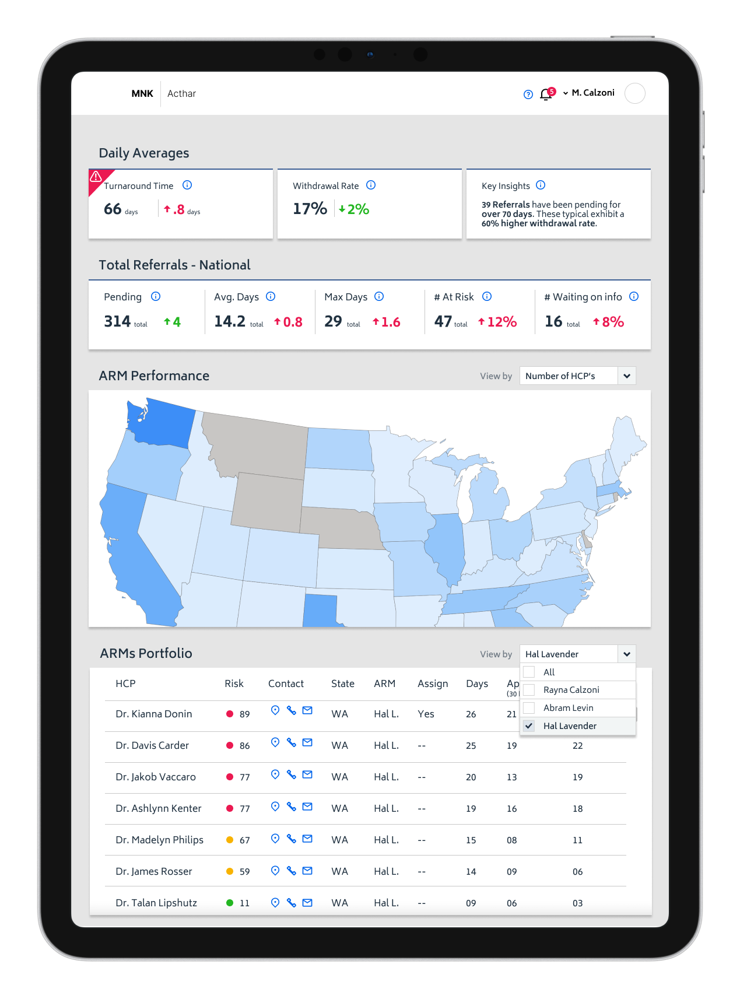 MNK Acthar
5 M. Calzoni
Daily Averages
Turnaround Time
66 days .8 days
Withdrawal Rate
17% 2%
Key Insights
39 Referrals have been pending for
over 70 days. These typical exhibit a
60% higher withdrawal rate.
Total Referrals - National
Pending
314 total 4
Avg. Days
14.2 total 0.8
Max Days
29 total 1.6
# At Risk
47 total 12%
# Waiting on info
16 total 8%
ARM Performance
View by Number of HCP's
ARMs Portfolio
View by Hal Lavender
All
Rayna Calzoni
Abram Levin
Hal Lavender
HCP Risk Contact State ARM Assign Days
(30
Dr. Kianna Donin 89 WA Hal L. Yes 26 21
Dr. Davis Carder 86 WA Hal L. -- 25 19 22
Dr. Jakob Vaccaro 77 WA Hal L. -- 20 13 19
Dr. Ashlynn Kenter 77 WA Hal L. -- 19 16 18
Dr. Madelyn Philips 67 WA Hal L. -- 15 08 11
Dr. James Rosser 59 WA Hal L. -- 14 09 06
Dr. Talan Lipshutz 11 WA Hal L. -- 09 06 03